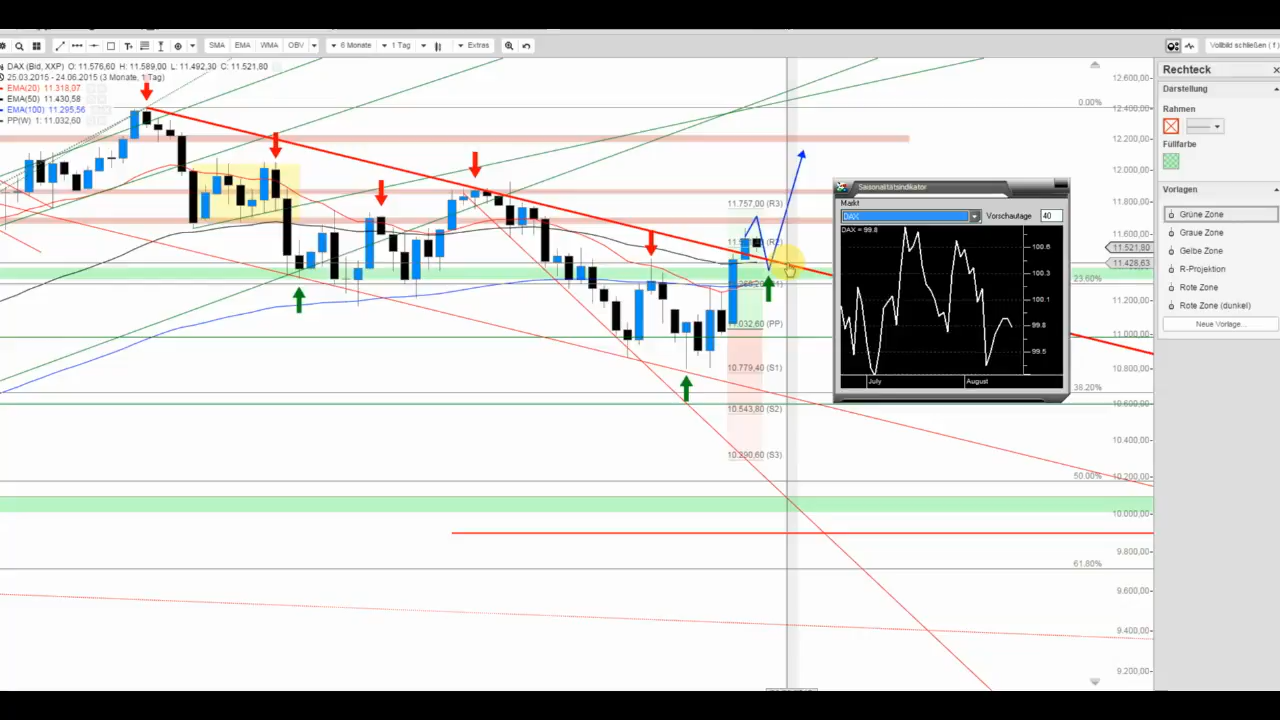 SMA EMA WMA OBV 6 Monate 1 Tag Extras
Vollbild schließen (f)
DAX (Bid, XXP) O: 11.576,60 H: 11.589,00 L: 11.492,30 C: 11.521,80
25.03.2015 - 24.06.2015 (3 Monate, 1 Tag)
EMA(20) 11.318,07
EMA(50) 11.430,58
EMA(100) 11.295,56
PP(W) 1: 11.032,60
11.757,00 (R3)
11.032,60 (PP)
10.779,40 (S1)
10.543,80 (S2)
10.290,60 (S3)
0.00%
23.60%
38.20%
50.00%
61.80%
12.600,00
12.400,00
12.200,00
12.000,00
11.800,00
11.600,00
11.521,80
11.428,63
11.200,00
11.000,00
10.800,00
10.600,00
10.400,00
10.200,00
10.000,00
9.800,00
9.600,00
9.400,00
9.200,00
Saisonalitätsindikator
Markt
DAX Vorschautage 40
DAX = 99.8
100.6
100.3
100.1
99.8
99.5
July August
Rechteck
Darstellung
Rahmen
Füllfarbe
Vorlagen
Grüne Zone
Graue Zone
Gelbe Zone
R-Projektion
Rote Zone
Rote Zone (dunkel)
Neue Vorlage...